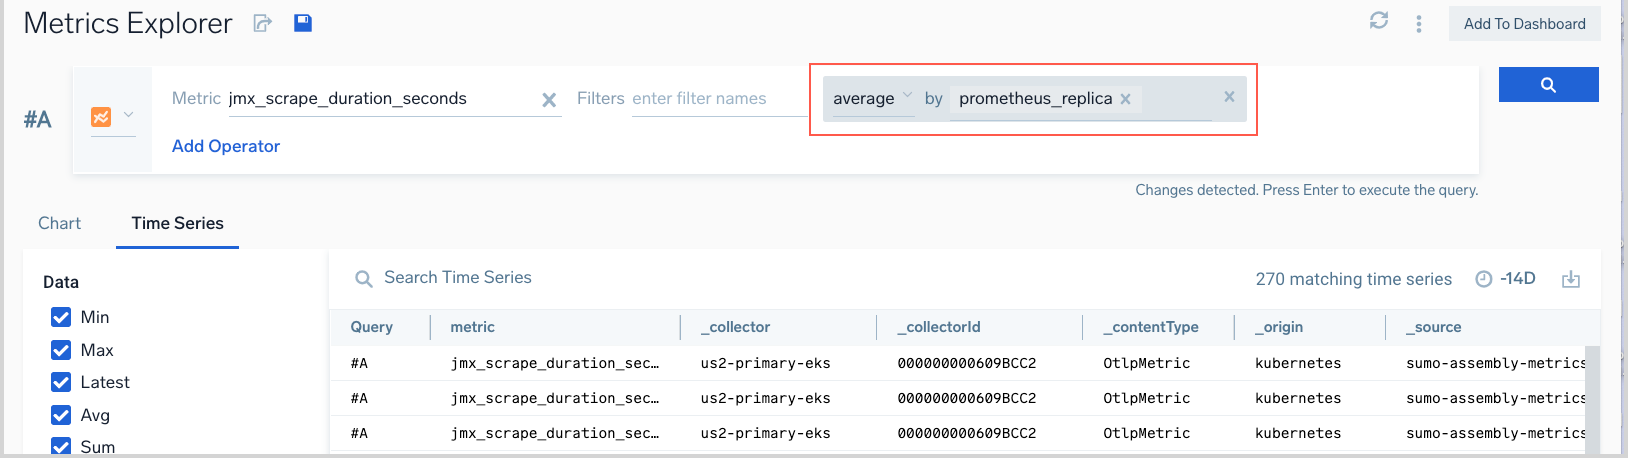 Metrics Explorer
Add To Dashboard
#A
Metric jmx_scrape_duration_seconds Filters enter filter names average by prometheus_replica
Add Operator
Changes detected. Press Enter to execute the query.
Chart Time Series
Data
Min
Max
Latest
Avg
Sum
Search Time Series 270 matching time series -14D
Query metric _collector _collectorId _contentType _origin _source
#A jmx_scrape_duration_sec… us2-primary-eks 000000000609BCC2 OtlpMetric kubernetes sumo-assembly-metrics
#A jmx_scrape_duration_sec… us2-primary-eks 000000000609BCC2 OtlpMetric kubernetes sumo-assembly-metrics
#A jmx_scrape_duration_sec… us2-primary-eks 000000000609BCC2 OtlpMetric kubernetes sumo-assembly-metrics